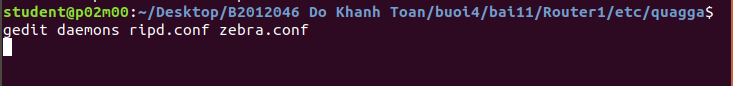 student@p02m00:~/Desktop/B2012046 Do Khanh Toan/buoi4/bai11/Router1/etc/quagga$
gedit daemons ripd.conf zebra.conf